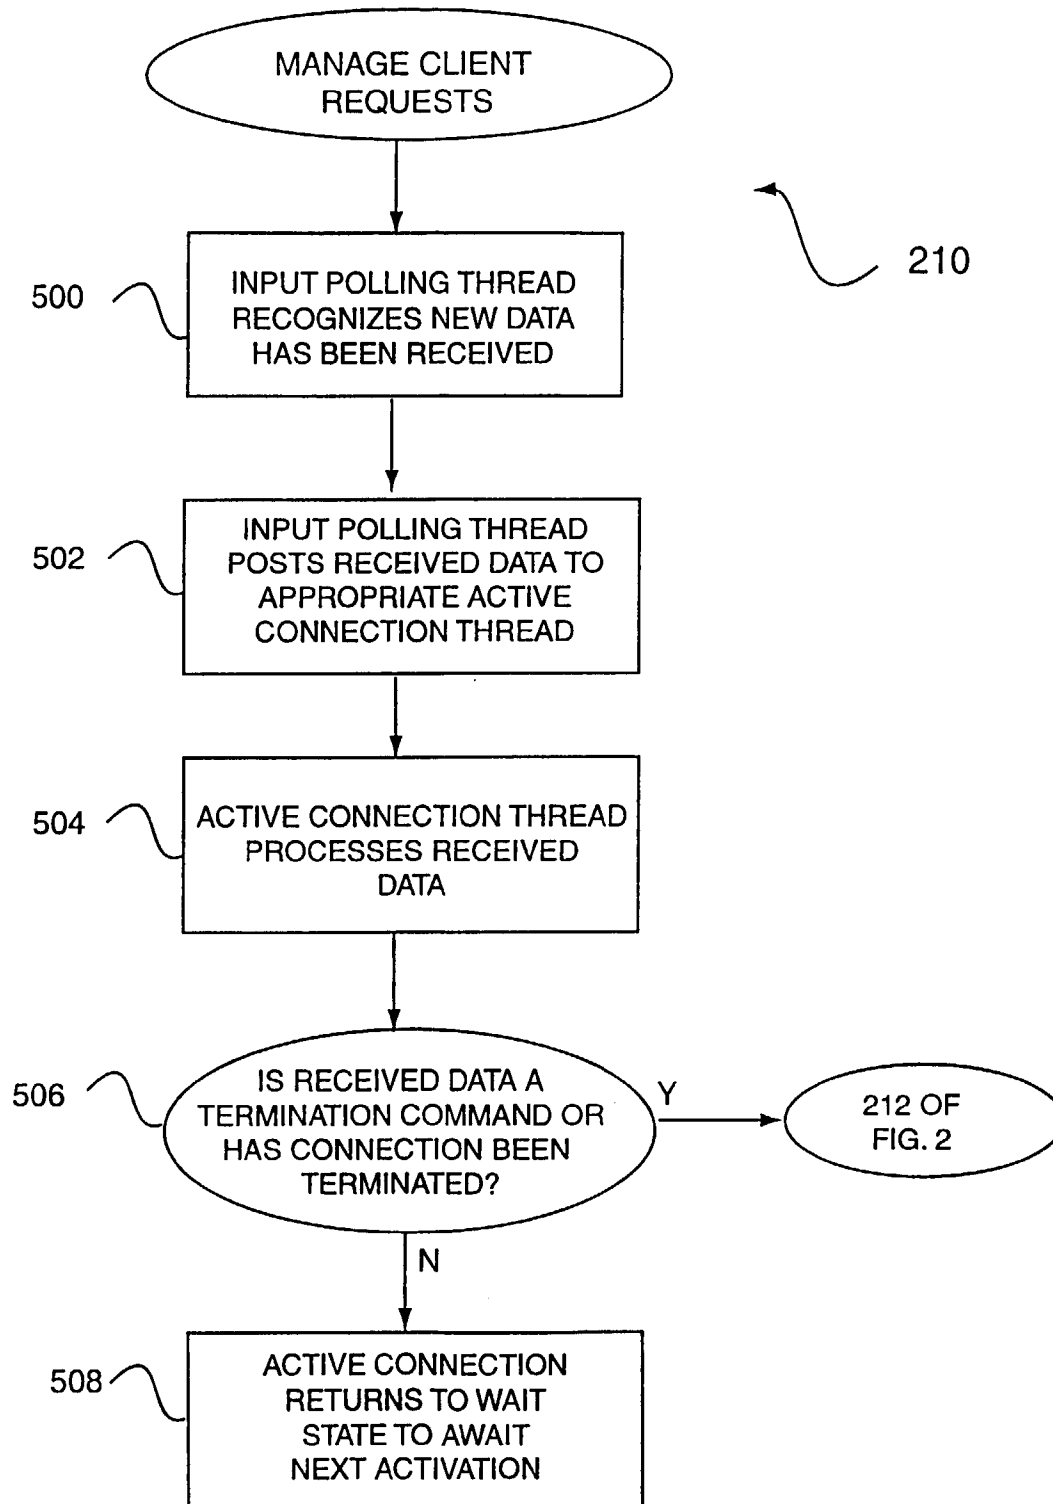 MANAGE CLIENT
REQUESTS
210
500
INPUT POLLING THREAD
RECOGNIZES NEW DATA
HAS BEEN RECEIVED
502
INPUT POLLING THREAD
POSTS RECEIVED DATA TO
APPROPRIATE ACTIVE
CONNECTION THREAD
504
ACTIVE CONNECTION THREAD
PROCESSES RECEIVED
DATA
506
IS RECEIVED DATA A
TERMINATION COMMAND OR
HAS CONNECTION BEEN
TERMINATED?
Y
212 OF
FIG. 2
N
508
ACTIVE CONNECTION
RETURNS TO WAIT
STATE TO AWAIT
NEXT ACTIVATION